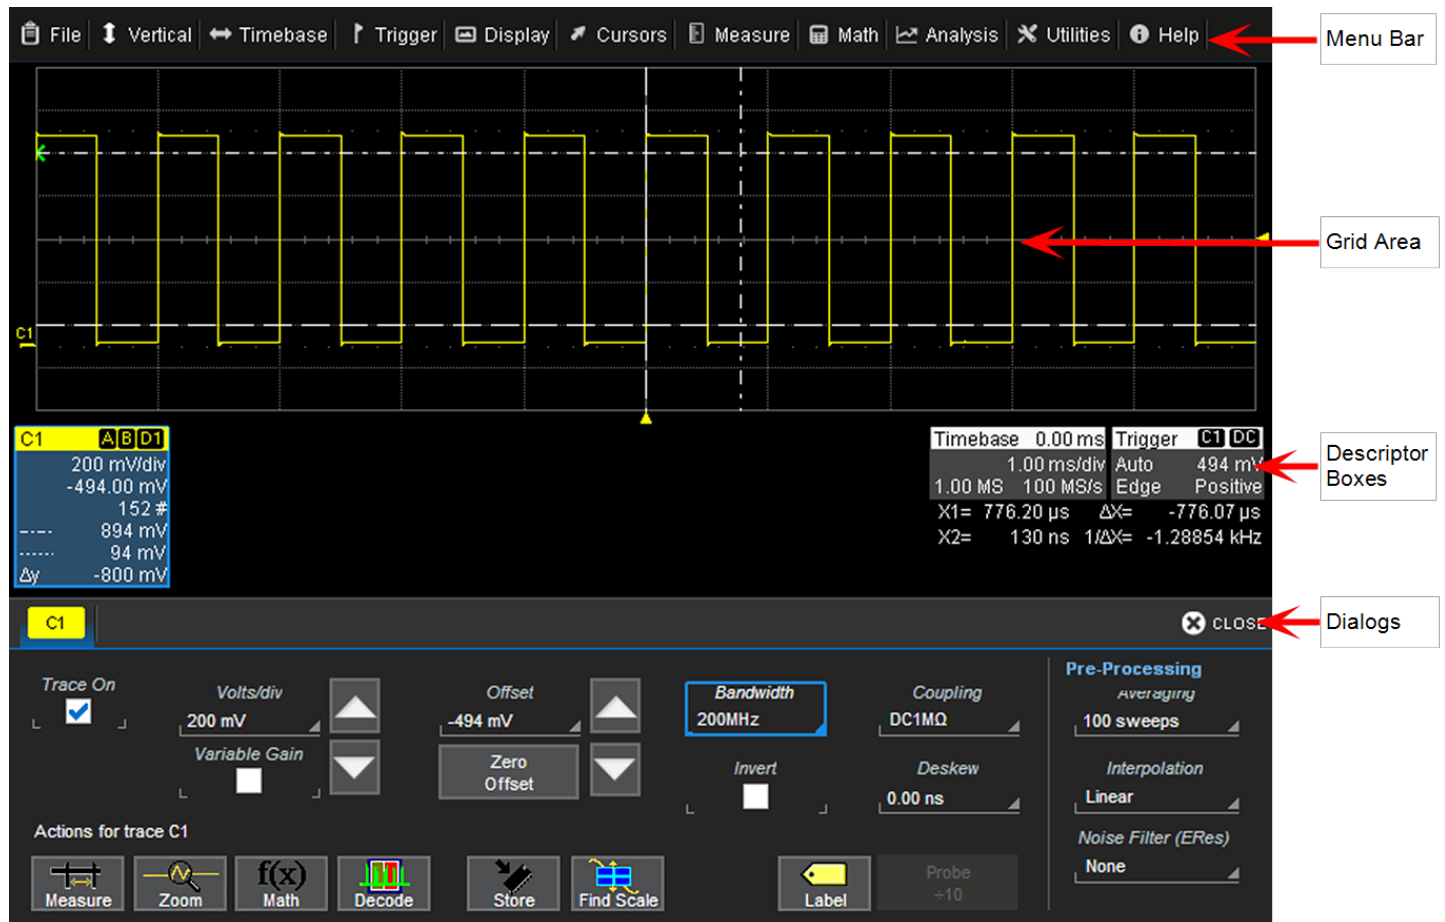 File Vertical Timebase Trigger Display Cursors Measure Math Analysis Utilities Help
Menu Bar
Grid Area
C1
C1 A B D1
200 mV/div
-494.00 mV
152 #
894 mV
94 mV
Δy -800 mV
Timebase 0.00 ms
1.00 ms/div
1.00 MS 100 MS/s
Trigger C1 DC
Auto 494 mV
Edge Positive
X1= 776.20 µs ΔX= -776.07 µs
X2= 130 ns 1/ΔX= -1.28854 kHz
Descriptor
Boxes
C1
CLOSE
Dialogs
Trace On
Volts/div
200 mV
Variable Gain
Offset
-494 mV
Zero
Offset
Bandwidth
200MHz
Invert
Coupling
DC1MΩ
Deskew
0.00 ns
Pre-Processing
Averaging
100 sweeps
Interpolation
Linear
Noise Filter (ERes)
None
Actions for trace C1
Measure
Zoom
f(x)
Math
Decode
Store
Find Scale
Label
Probe
÷10